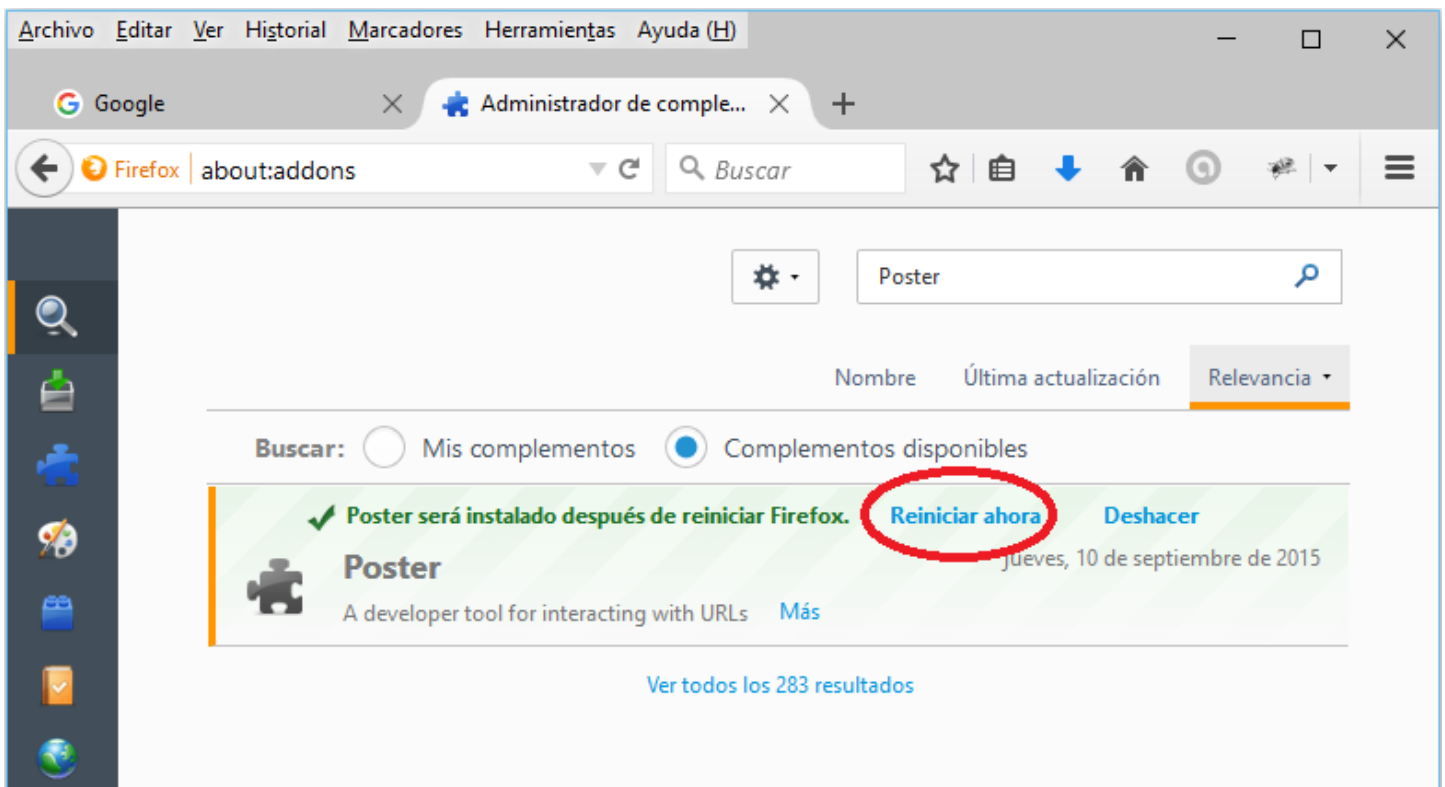 Archivo Editar Ver Historial Marcadores Herramientas Ayuda (H)
Google
Administrador de comple...
Firefox about:addons
Buscar
Poster
Nombre Última actualización Relevancia
Buscar: Mis complementos Complementos disponibles
Poster será instalado después de reiniciar Firefox. Reiniciar ahora Deshacer
Poster
jueves, 10 de septiembre de 2015
A developer tool for interacting with URLs Más
Ver todos los 283 resultados